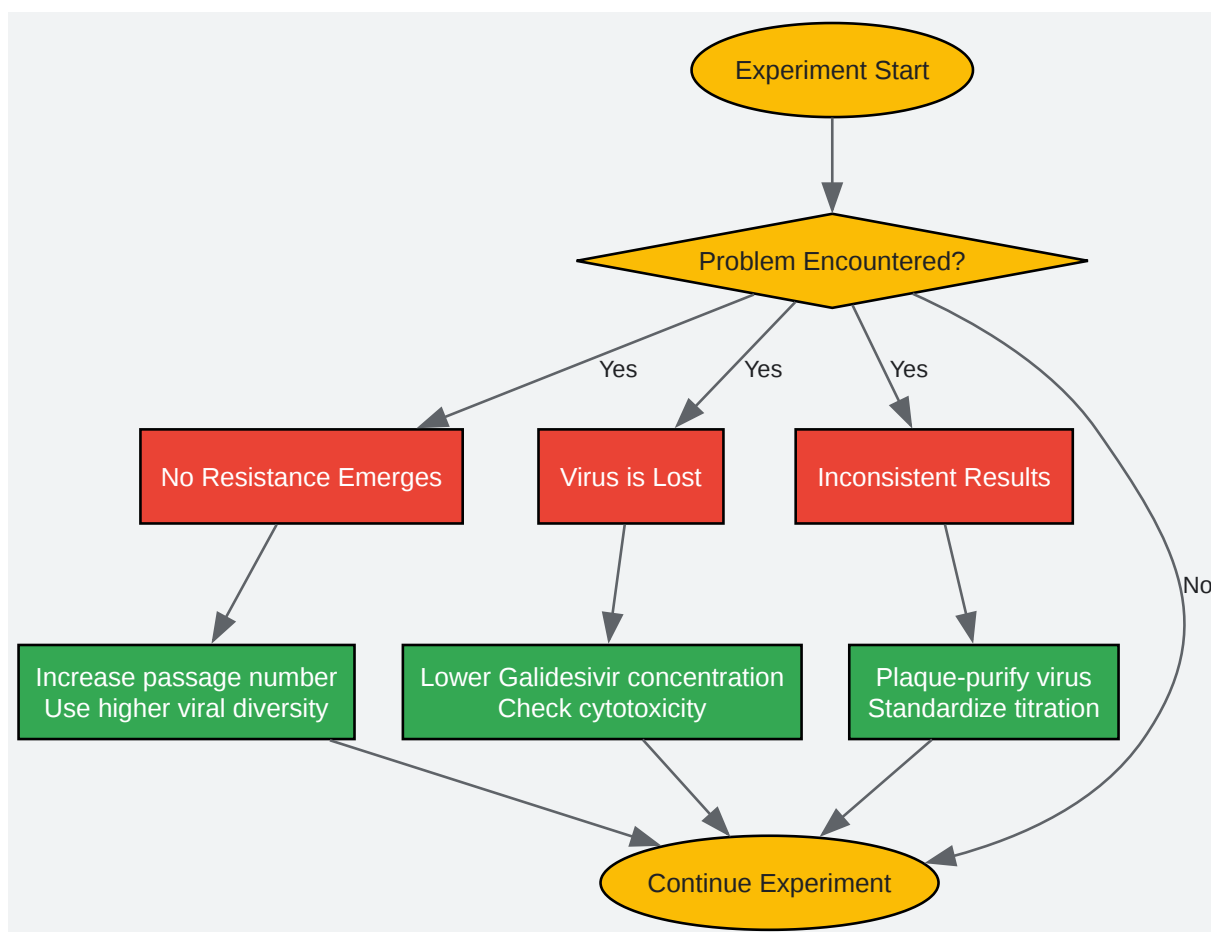 Experiment Start
Problem Encountered?
Yes
Yes
Yes
No Resistance Emerges
Virus is Lost
Inconsistent Results
No
Increase passage number
Use higher viral diversity
Lower Galidesivir concentration
Check cytotoxicity
Plaque-purify virus
Standardize titration
Continue Experiment